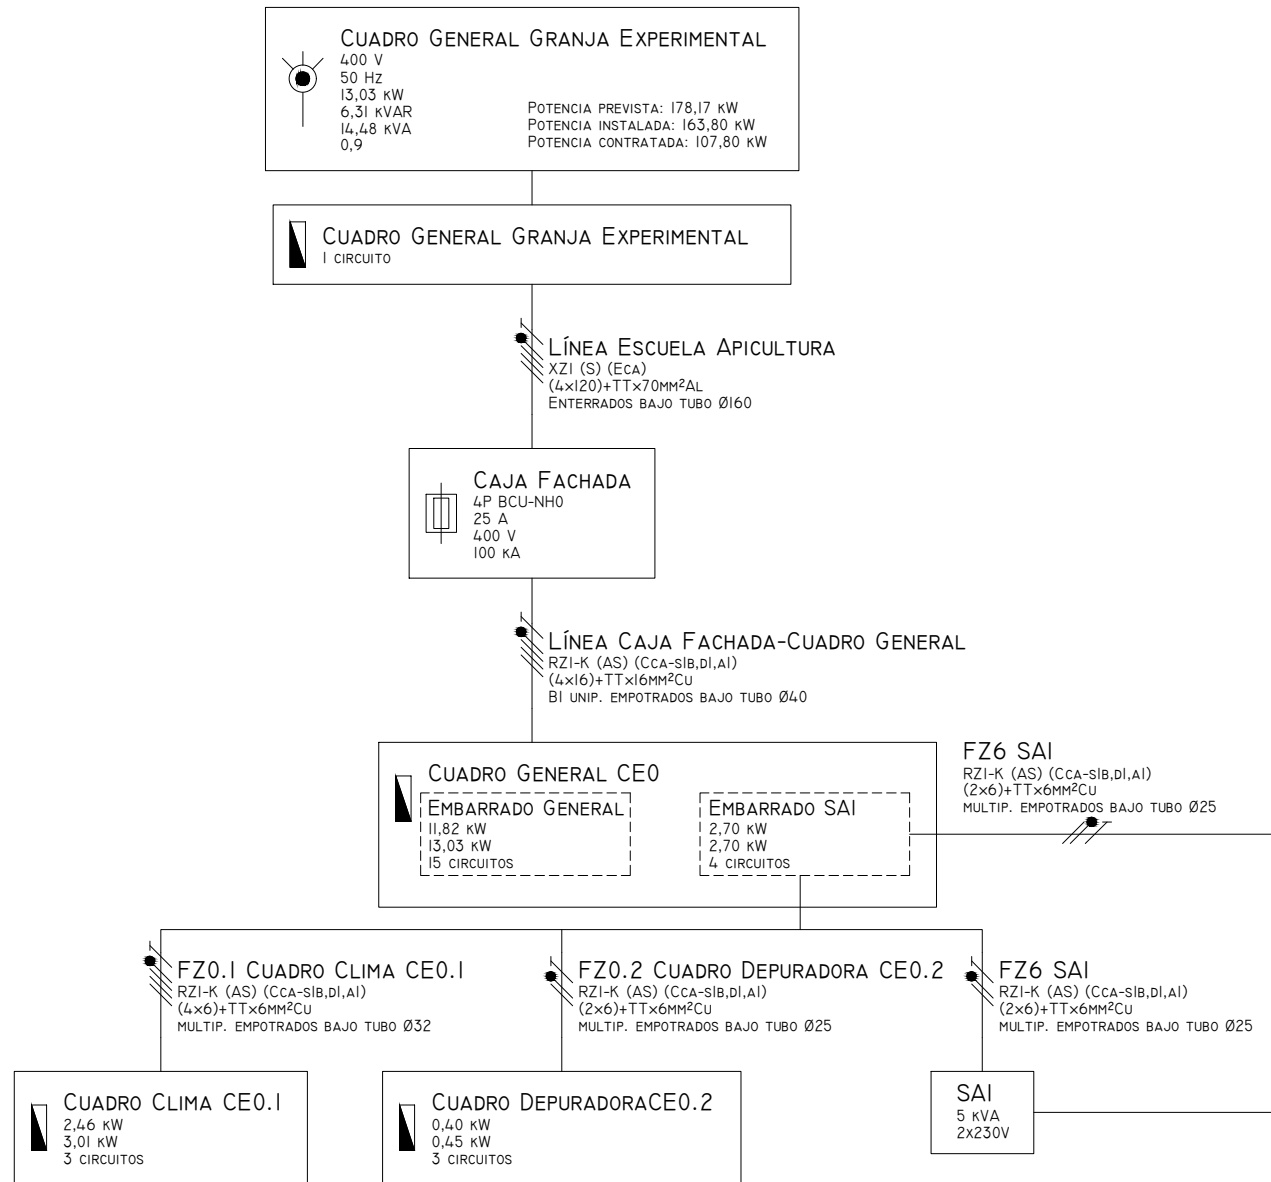 CUADRO GENERAL GRANJA EXPERIMENTAL
400 V
50 Hz
13,03 KW
6,31 KVAR
14,48 KVA
0,9
POTENCIA PREVISTA: 178,17 KW
POTENCIA INSTALADA: 163,80 KW
POTENCIA CONTRATADA: 107,80 KW
CUADRO GENERAL GRANJA EXPERIMENTAL
1 CIRCUITO
LÍNEA ESCUELA APICULTURA
XZ1 (S) (ECA)
(4x120)+TTx70MM²AL
ENTERRADOS BAJO TUBO Ø160
CAJA FACHADA
4P BCU-NH0
25 A
400 V
100 KA
LÍNEA CAJA FACHADA-CUADRO GENERAL
RZ1-K (AS) (CCA-S1B,D1,A1)
(4x16)+TTx16MM²CU
B1 UNIP. EMPOTRADOS BAJO TUBO Ø40
CUADRO GENERAL CE0
EMBARRADO GENERAL
11,82 KW
13,03 KW
15 CIRCUITOS
EMBARRADO SAI
2,70 KW
2,70 KW
4 CIRCUITOS
FZ6 SAI
RZ1-K (AS) (CCA-S1B,D1,A1)
(2x6)+TTx6MM²CU
MULTIP. EMPOTRADOS BAJO TUBO Ø25
FZ0.1 CUADRO CLIMA CE0.1
RZ1-K (AS) (CCA-S1B,D1,A1)
(4x6)+TTx6MM²CU
MULTIP. EMPOTRADOS BAJO TUBO Ø32
FZ0.2 CUADRO DEPURADORA CE0.2
RZ1-K (AS) (CCA-S1B,D1,A1)
(2x6)+TTx6MM²CU
MULTIP. EMPOTRADOS BAJO TUBO Ø25
FZ6 SAI
RZ1-K (AS) (CCA-S1B,D1,A1)
(2x6)+TTx6MM²CU
MULTIP. EMPOTRADOS BAJO TUBO Ø25
CUADRO CLIMA CE0.1
2,46 KW
3,01 KW
3 CIRCUITOS
CUADRO DEPURADORACE0.2
0,40 KW
0,45 KW
3 CIRCUITOS
SAI
5 KVA
2x230V